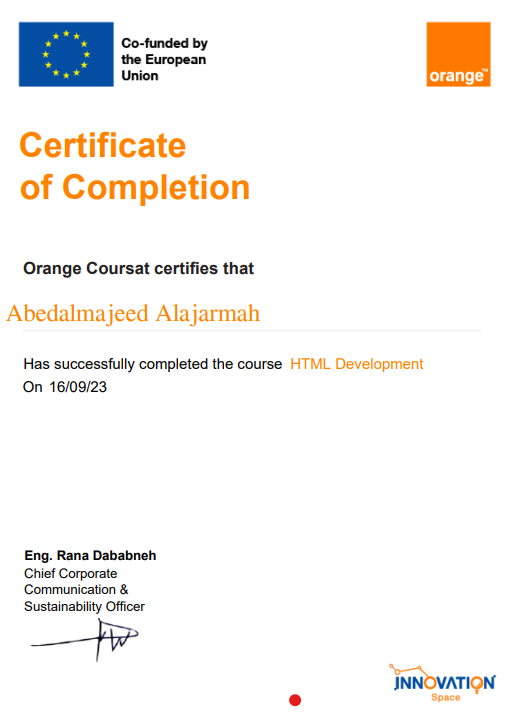 Co-funded by
the European
Union
orange™
Certificate
of Completion
Orange Coursat certifies that
Abedalmajeed Alajarmah
Has successfully completed the course HTML Development
On 16/09/23
Eng. Rana Dababneh
Chief Corporate
Communication &
Sustainability Officer
INNOVATION
Space